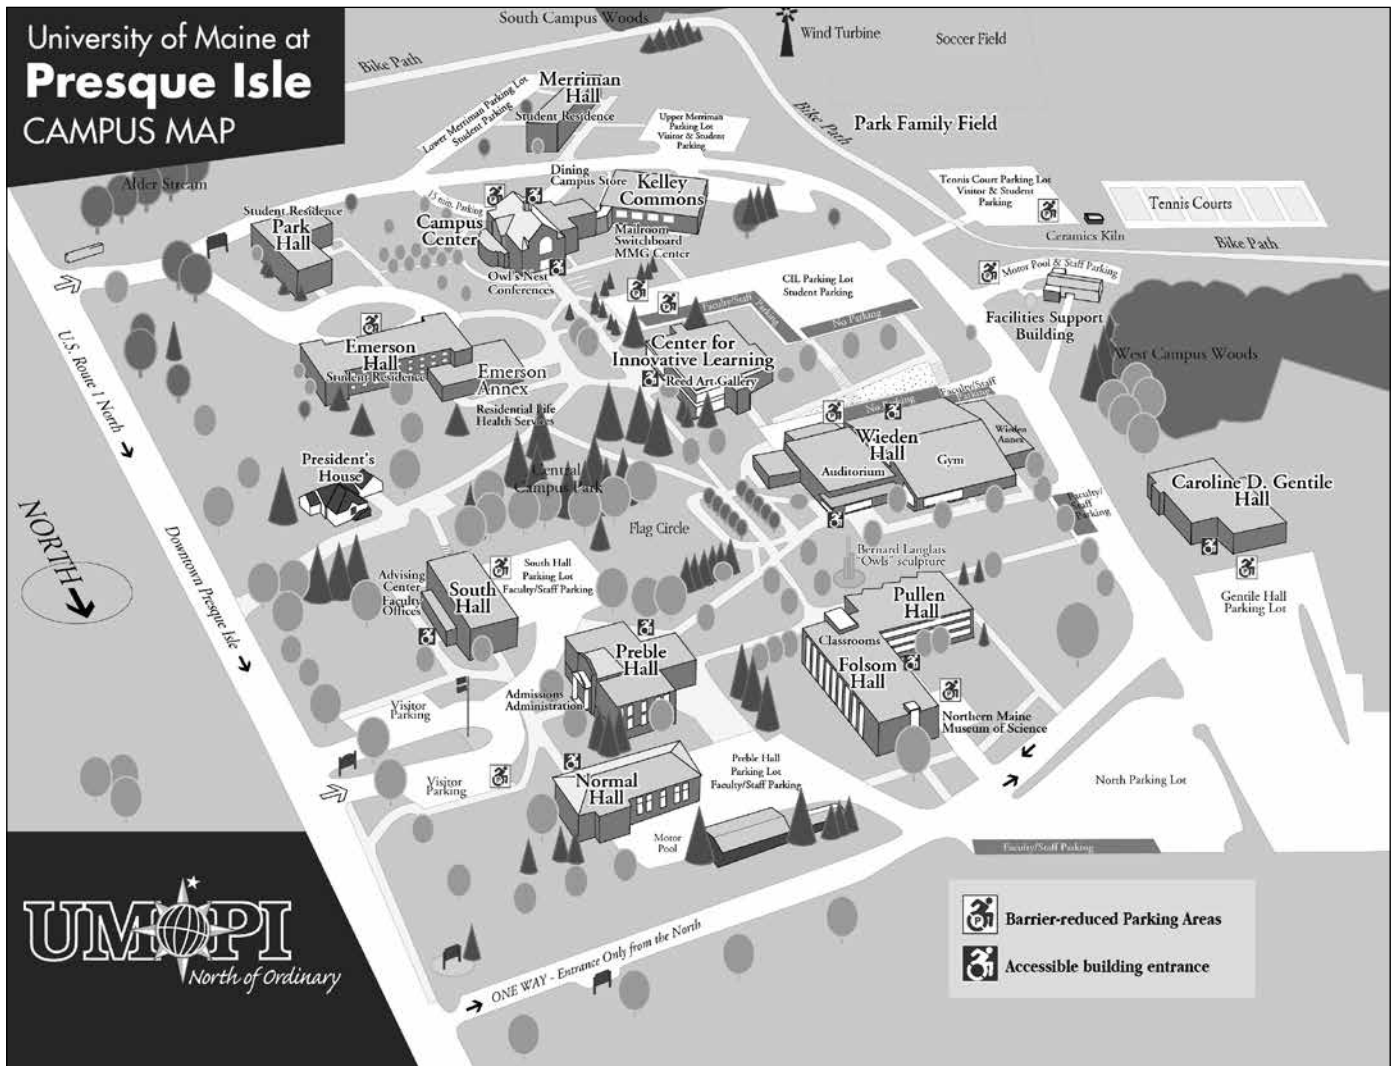 University of Maine at
Presque Isle
CAMPUS MAP
South Campus Woods
Wind Turbine
Soccer Field
Bike Path
Merriman
Hall
Student Residence
Lower Merriman Parking Lot
Student Parking
Upper Merriman
Parking Lot
Visitor & Student
Parking
Bike Path
Park Family Field
Alder Stream
Dining
Campus Store
Kelley
Commons
15 min. Parking
Campus
Center
Mailroom
Switchboard
MMG Center
Owl's Nest
Conferences
Student Residence
Park
Hall
Tennis Court Parking Lot
Visitor & Student
Parking
Tennis Courts
Ceramics Kiln
Bike Path
Motor Pool & Staff Parking
Facilities Support
Building
CIL Parking Lot
Student Parking
Faculty/Staff
Parking
No Parking
Emerson
Hall
Student Residence
Emerson
Annex
Residential Life
Health Services
Center for
Innovative Learning
Reed Art Gallery
West Campus Woods
U.S. Route 1 North
No Parking
Faculty/Staff
Parking
Wieden
Hall
Auditorium
Gym
Wieden
Annex
President's
House
Central
Campus Park
Flag Circle
Caroline D. Gentile
Hall
Faculty/
Staff
Parking
NORTH
Downtown Presque Isle
Bernard Langlais
"Owls" sculpture
Advising
Center
Faculty
Offices
South
Hall
South Hall
Parking Lot
Faculty/Staff Parking
Pullen
Hall
Gentile Hall
Parking Lot
Preble
Hall
Classrooms
Folsom
Hall
Admissions
Administration
Northern Maine
Museum of Science
Visitor
Parking
Visitor
Parking
Normal
Hall
Preble Hall
Parking Lot
Faculty/Staff Parking
North Parking Lot
Motor
Pool
Faculty/Staff Parking
UMPI
North of Ordinary
ONE WAY - Entrance Only from the North
P
Barrier-reduced Parking Areas
Accessible building entrance